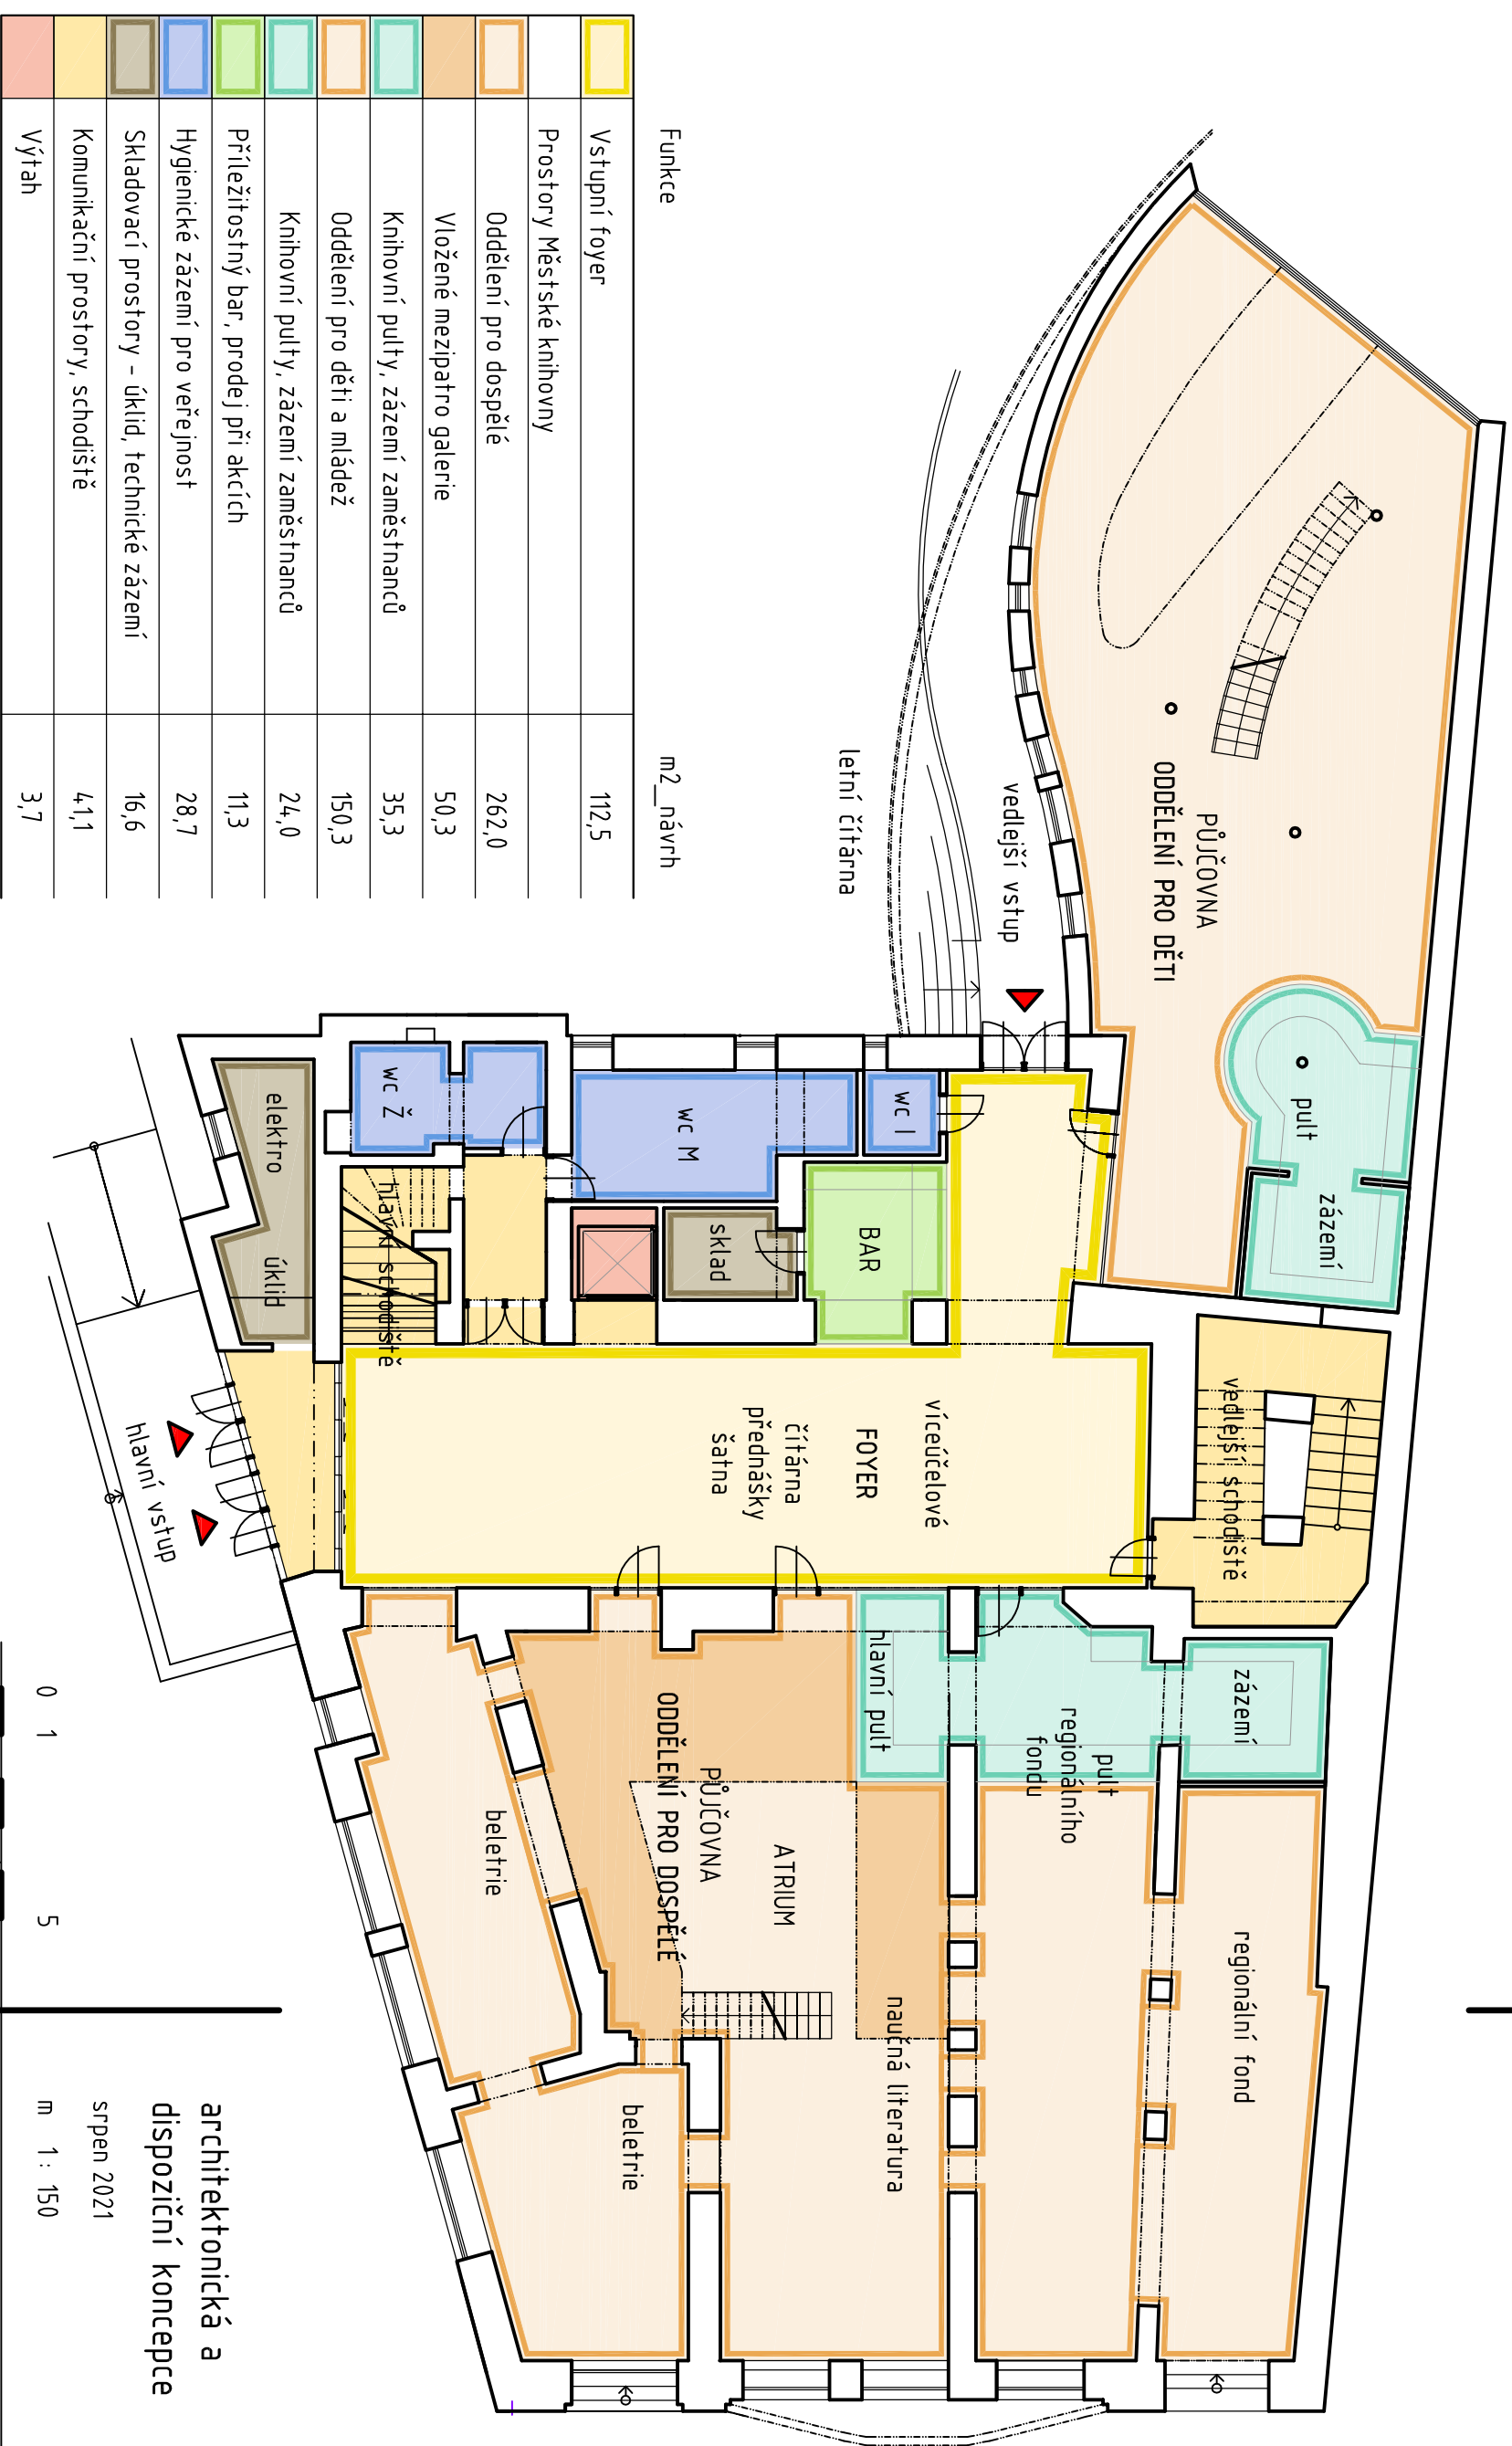 Funkce m2_návrh
Vstupní foyer 112,5
Prostory Městské knihovny
Oddělení pro dospělé 262,0
Vložené mezipatro galerie 50,3
Knihovní pulty, zázemí zaměstnanců 35,3
Oddělení pro děti a mládež 150,3
Knihovní pulty, zázemí zaměstnanců 24,0
Příležitostný bar, prodej při akcích 11,3
Hygienické zázemí pro veřejnost 28,7
Skladovací prostory - úklid, technické zázemí 16,6
Komunikační prostory, schodiště 41,1
Výtah 3,7
letní čítárna
vedlejší vstup
PŮJČOVNA
ODDĚLENÍ PRO DĚTI
pult
zázemí
wc Ž
wc M
wc I
elektro
úklid
hlavní schodiště
sklad
BAR
vedlejší schodiště
víceúčelové
FOYER
čítárna
přednášky
šatna
hlavní vstup
hlavní pult
pult
regionálního
fondu
zázemí
PŮJČOVNA
ODDĚLENÍ PRO DOSPĚLÉ
ATRIUM
beletrie
naučná literatura
regionální fond
beletrie
0 1 5
architektonická a
dispoziční koncepce
srpen 2021
m 1: 150